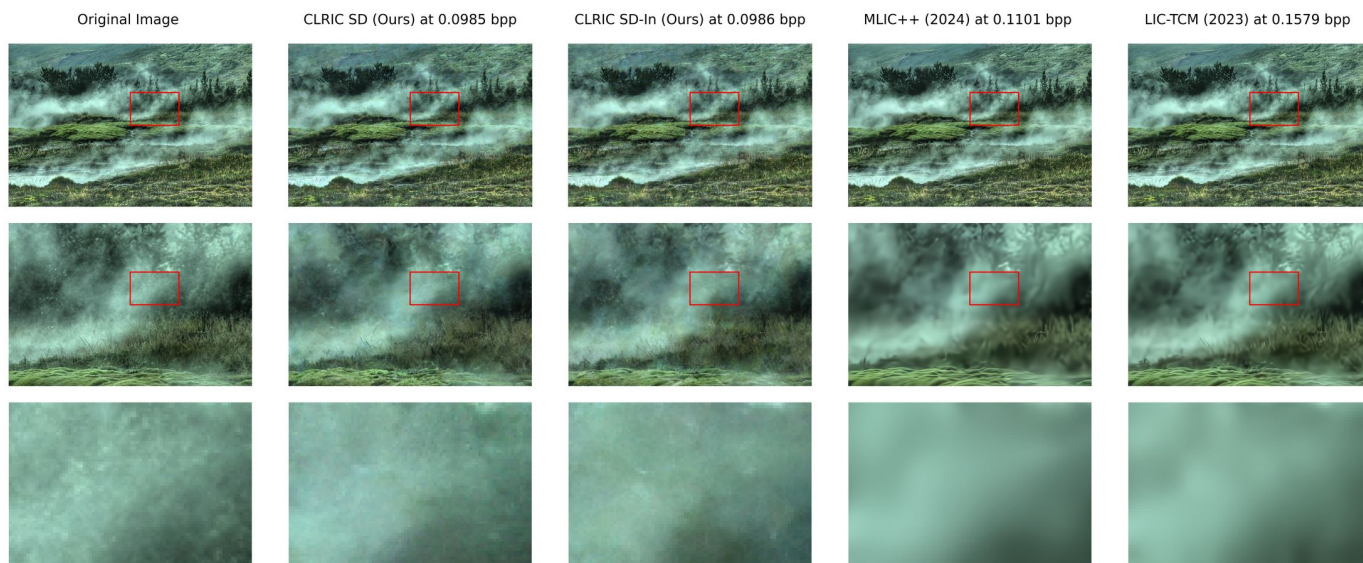 Original Image
CLRIC SD (Ours) at 0.0985 bpp
CLRIC SD-In (Ours) at 0.0986 bpp
MLIC++ (2024) at 0.1101 bpp
LIC-TCM (2023) at 0.1579 bpp